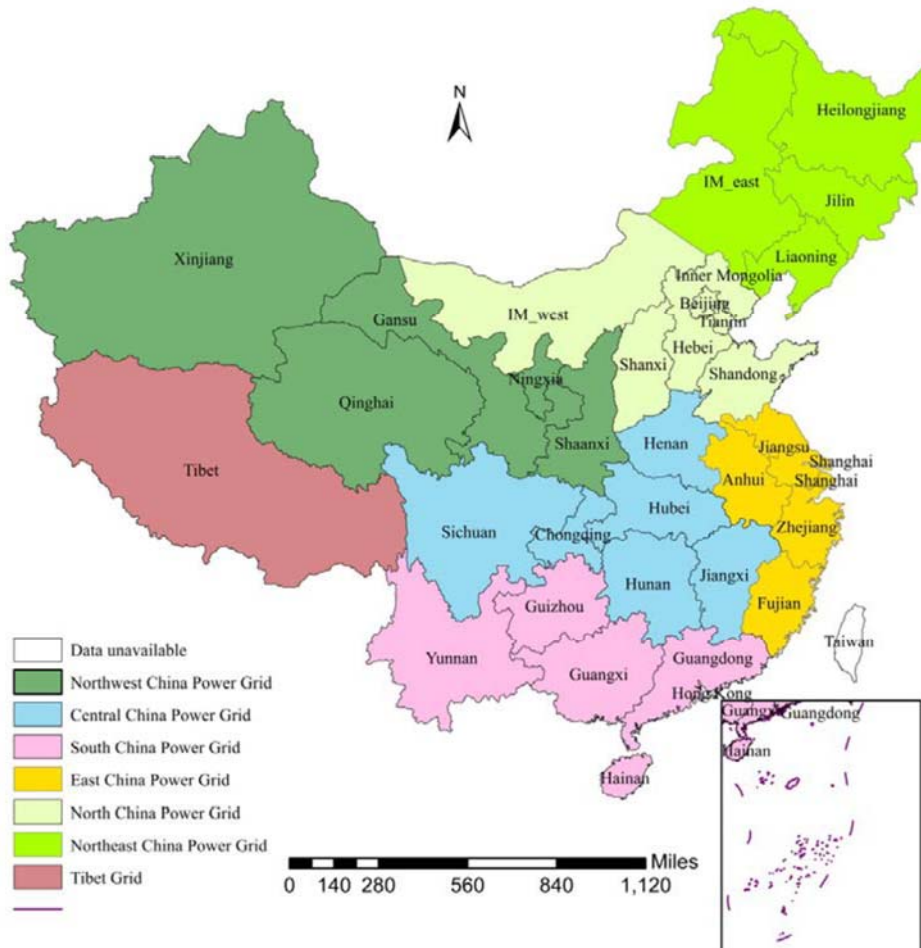 N
Heilongjiang
IM_east
Jilin
Liaoning
Xinjiang
Inner Mongolia
Beijing
Tianjin
Gansu
IM_west
Hebei
Shanxi
Shandong
Ningxia
Qinghai
Shaanxi
Henan
Jiangsu
Shanghai
Anhui
Shanghai
Tibet
Hubei
Zhejiang
Sichuan
Chongqing
Hunan
Jiangxi
Guizhou
Fujian
Taiwan
Yunnan
Guangxi
Guangdong
Hong Kong
Hainan
Guangxi
Guangdong
Hainan
Data unavailable
Northwest China Power Grid
Central China Power Grid
South China Power Grid
East China Power Grid
North China Power Grid
Northeast China Power Grid
Tibet Grid
Miles
0 140 280 560 840 1,120